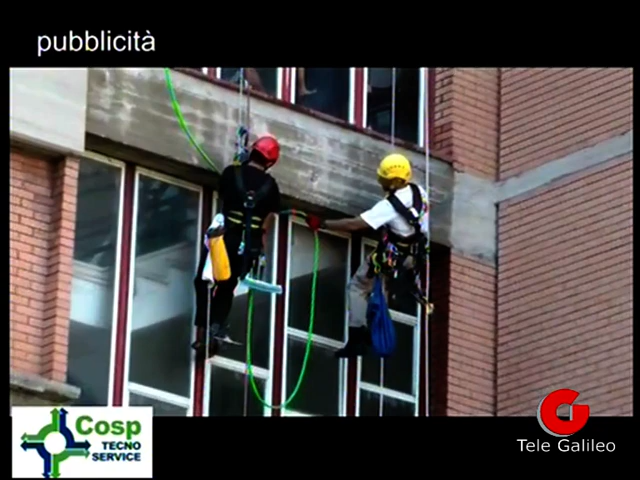 pubblicità
Cosp
TECNO
SERVICE
G
Tele Galileo